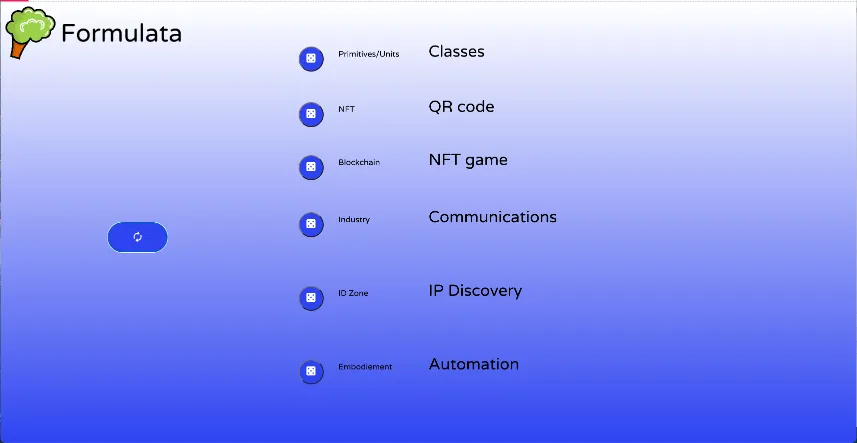 Formulata
Primitives/Units Classes
NFT QR code
Blockchain NFT game
Industry Communications
ID Zone IP Discovery
Embodiement Automation